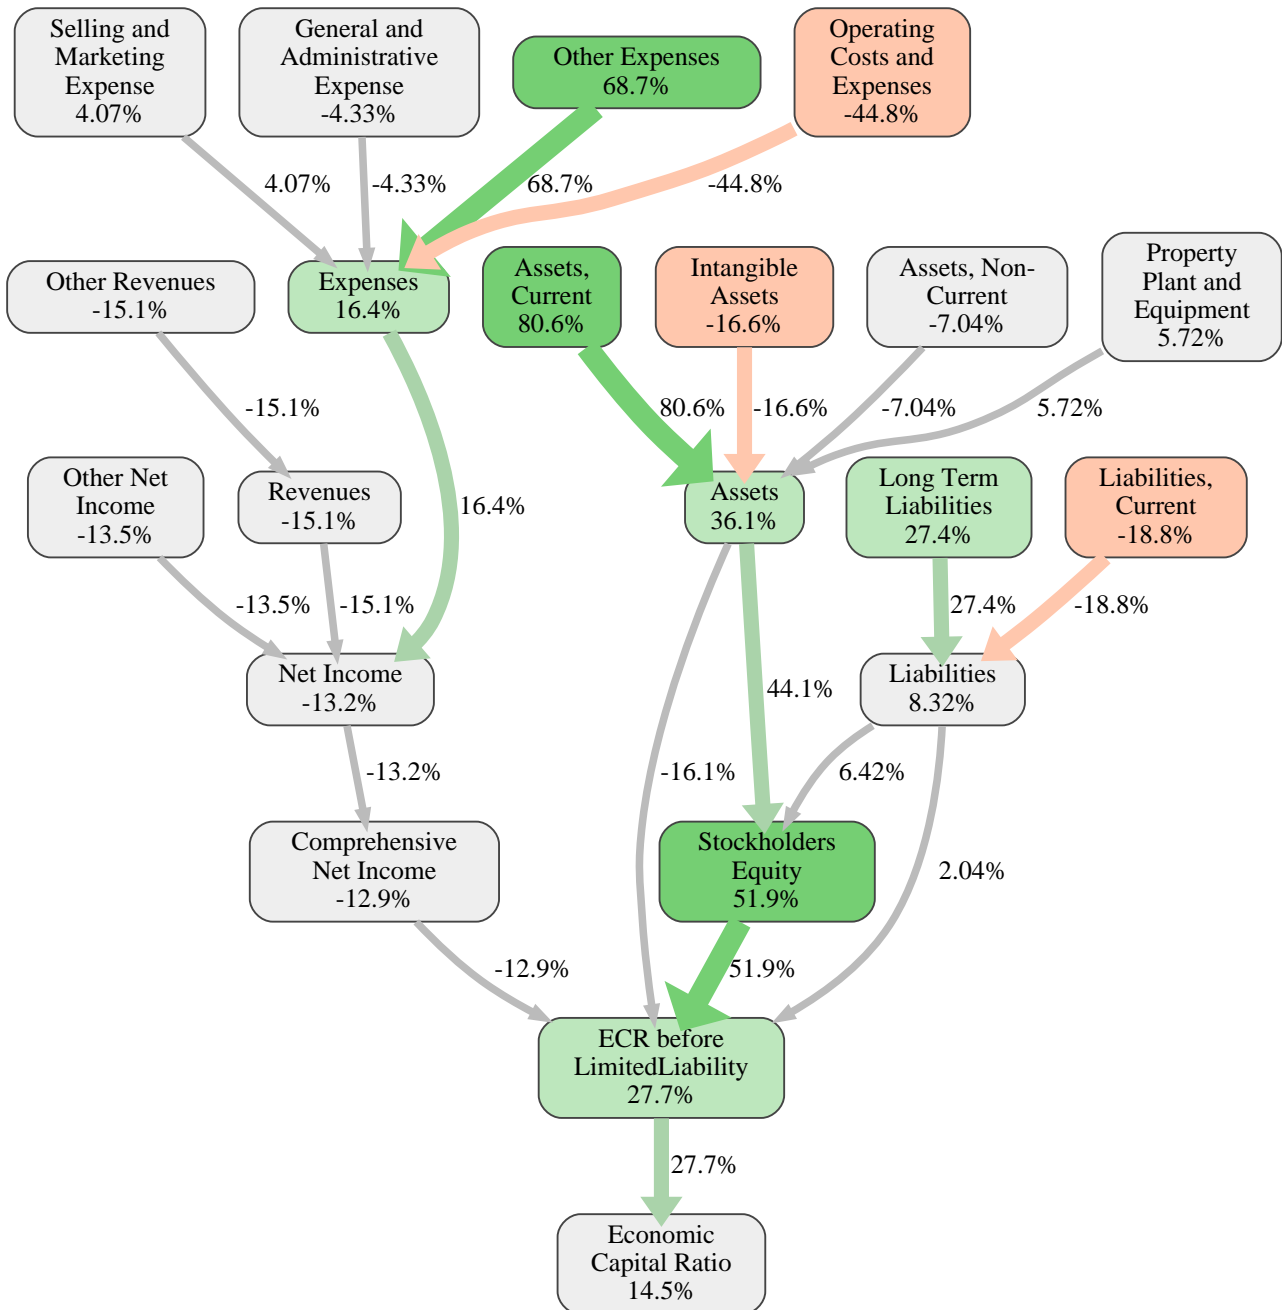 Selling and
Marketing
Expense
4.07%
General and
Administrative
Expense
-4.33%
Other Expenses
68.7%
Operating
Costs and
Expenses
-44.8%
4.07%
-4.33%
68.7%
-44.8%
Other Revenues
-15.1%
Expenses
16.4%
Assets,
Current
80.6%
Intangible
Assets
-16.6%
Assets, Non-
Current
-7.04%
Property
Plant and
Equipment
5.72%
-15.1%
80.6%
-16.6%
-7.04%
5.72%
Other Net
Income
-13.5%
Revenues
-15.1%
16.4%
Assets
36.1%
Long Term
Liabilities
27.4%
Liabilities,
Current
-18.8%
-13.5%
-15.1%
27.4%
-18.8%
Net Income
-13.2%
44.1%
Liabilities
8.32%
-13.2%
-16.1%
6.42%
Comprehensive
Net Income
-12.9%
Stockholders
Equity
51.9%
2.04%
-12.9%
51.9%
ECR before
LimitedLiability
27.7%
27.7%
Economic
Capital Ratio
14.5%